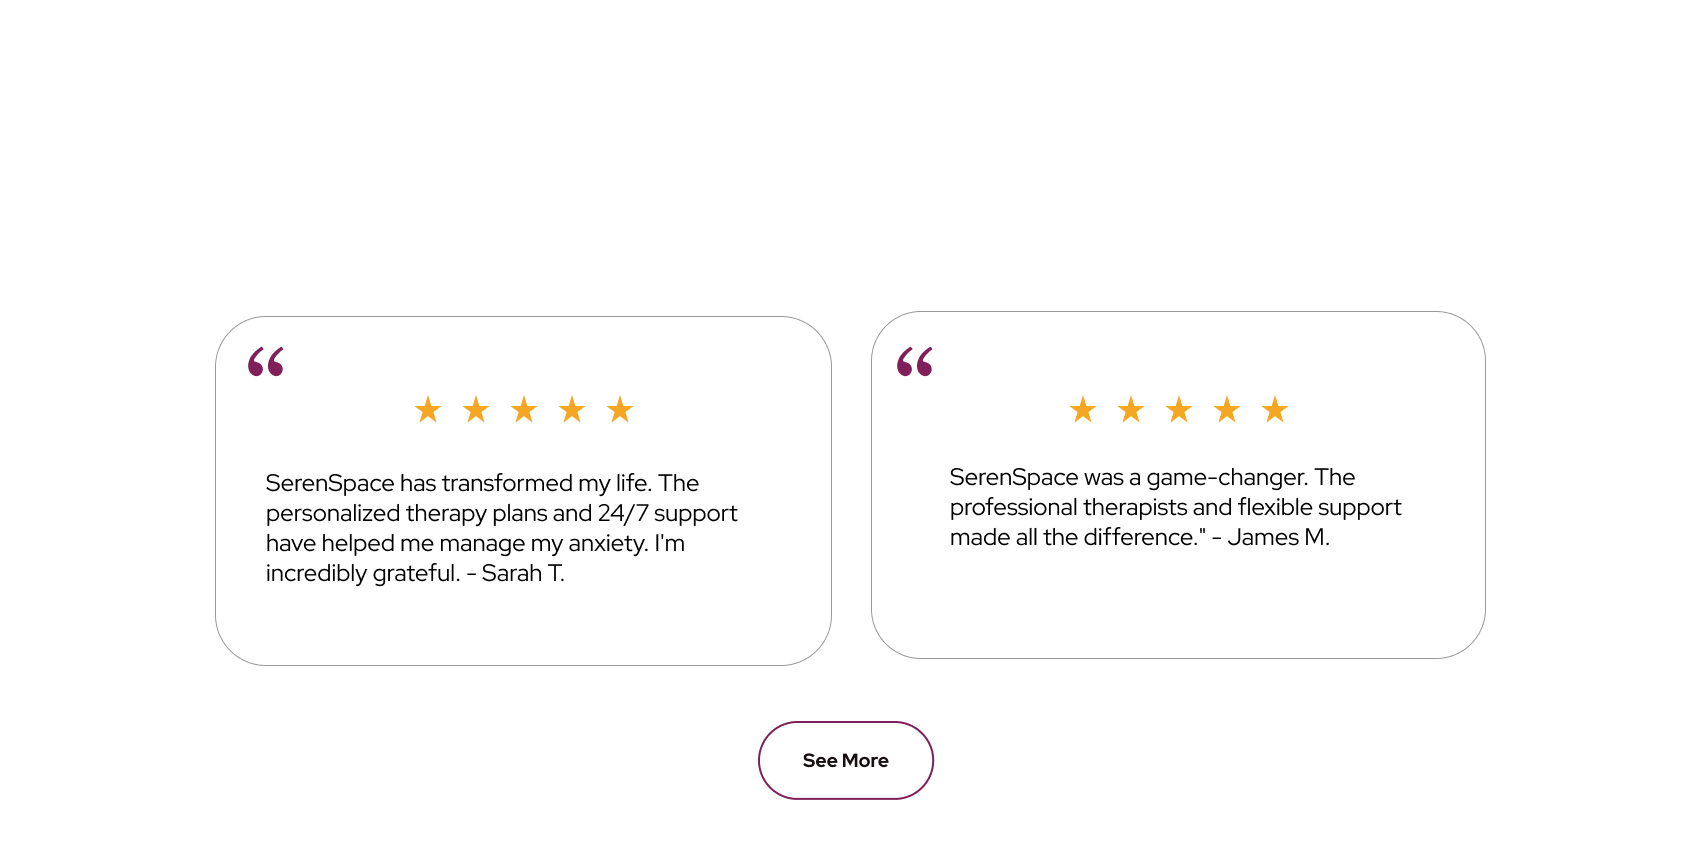 “
★ ★ ★ ★ ★
SerenSpace has transformed my life. The
personalized therapy plans and 24/7 support
have helped me manage my anxiety. I'm
incredibly grateful. - Sarah T.
“
★ ★ ★ ★ ★
SerenSpace was a game-changer. The
professional therapists and flexible support
made all the difference." - James M.
See More